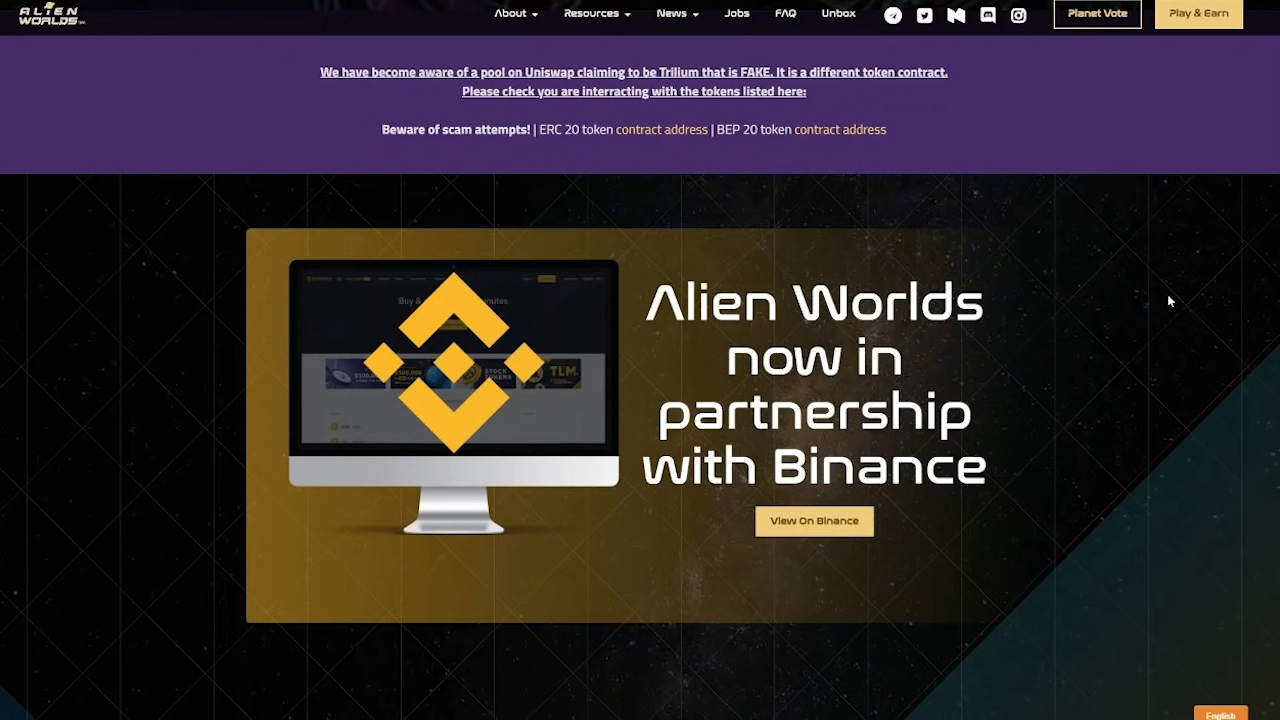 ALIEN
WORLDS
About
Resources
News
Jobs
FAQ
Unbox
Planet Vote
Play & Earn
We have become aware of a pool on Uniswap claiming to be Trilium that is FAKE. It is a different token contract.
Please check you are interracting with the tokens listed here:
Beware of scam attempts! | ERC 20 token contract address | BEP 20 token contract address
Buy &
TLM
Alien Worlds
now in
partnership
with Binance
View On Binance
English